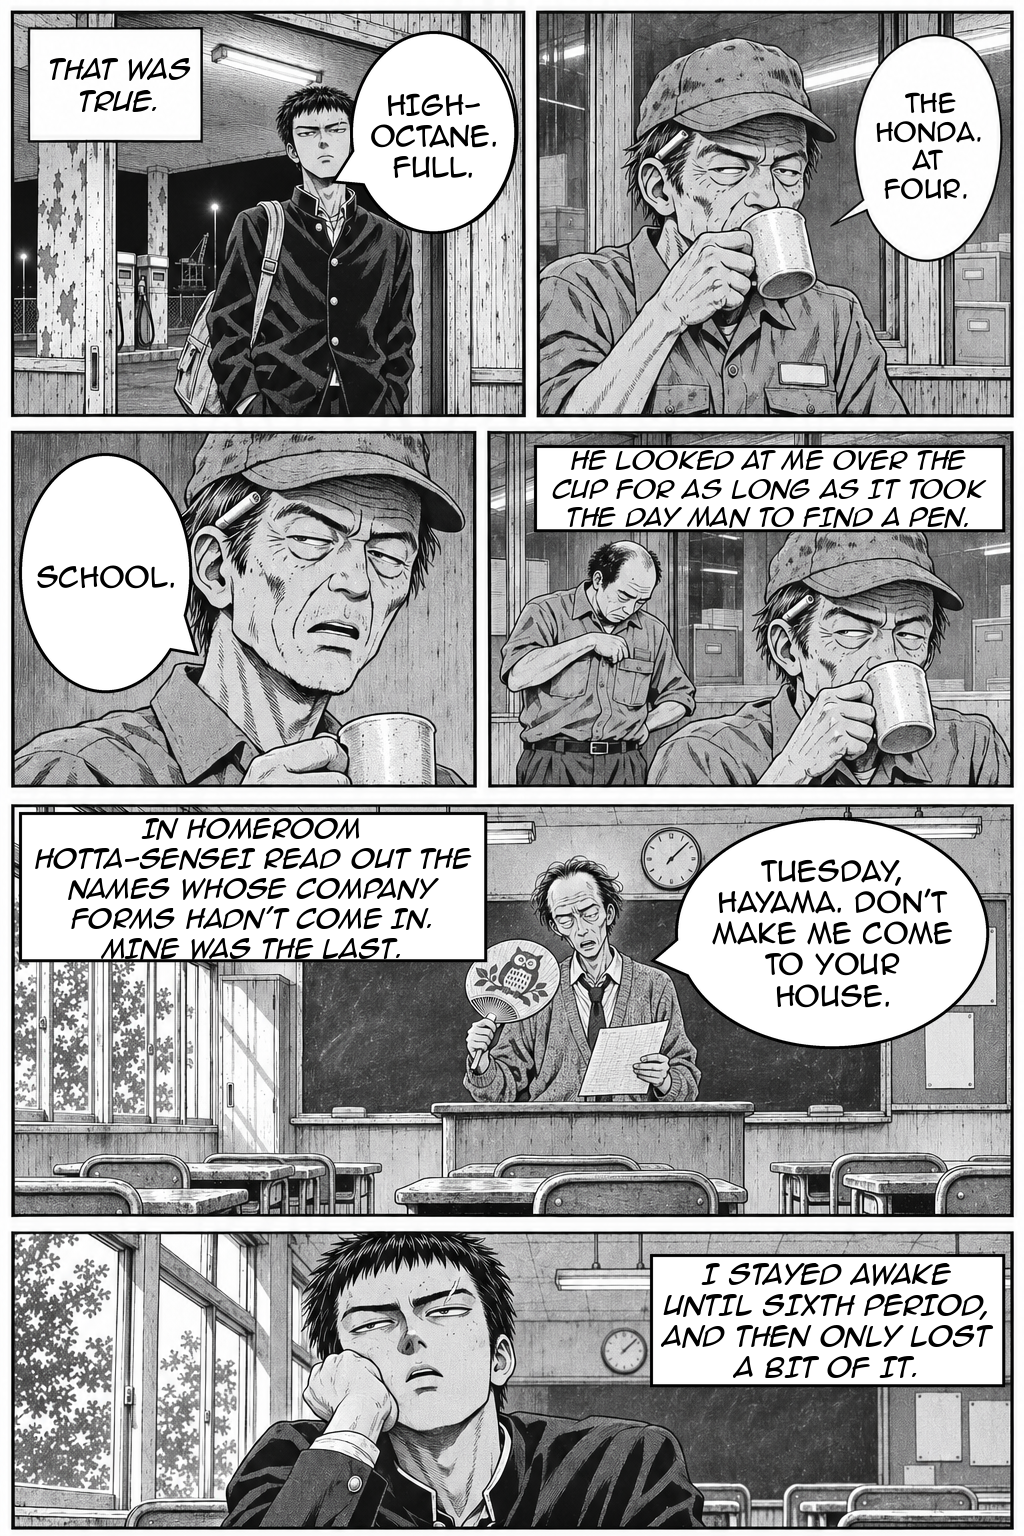 THAT WAS
TRUE.
HIGH-
OCTANE.
FULL.
THE
HONDA.
AT
FOUR.
SCHOOL.
HE LOOKED AT ME OVER THE
CUP FOR AS LONG AS IT TOOK
THE DAY MAN TO FIND A PEN.
IN HOMEROOM
HOTTA-SENSEI READ OUT THE
NAMES WHOSE COMPANY
FORMS HADN'T COME IN.
MINE WAS THE LAST.
TUESDAY,
HAYAMA. DON'T
MAKE ME COME
TO YOUR
HOUSE.
I STAYED AWAKE
UNTIL SIXTH PERIOD,
AND THEN ONLY LOST
A BIT OF IT.